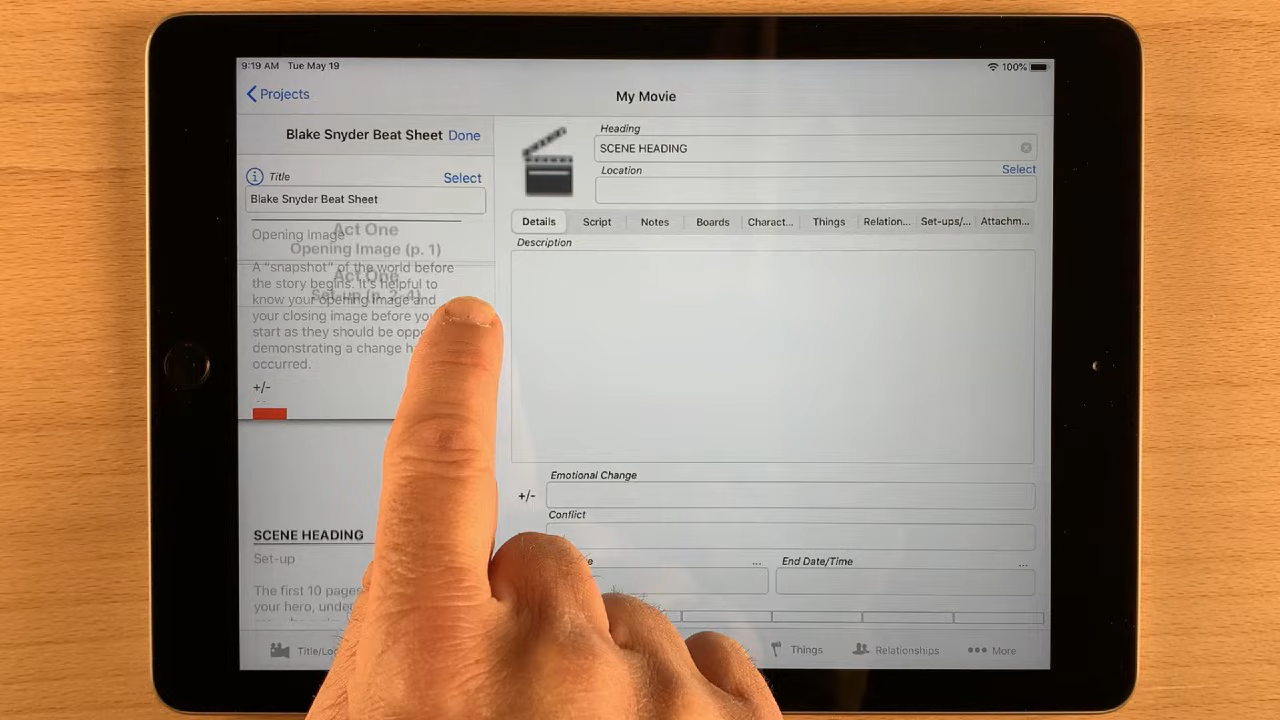 9:19 AM Tue May 19
100%
Projects
My Movie
Blake Snyder Beat Sheet Done
Title
Select
Blake Snyder Beat Sheet
Opening Image
Act One
Opening Image (p. 1)
A “snapshot” of the world before
the story begins. It’s helpful to
know your opening image and
your closing image before you
start as they should be
demonstrating a change
occurred.
Act One
Set-up
+/-
SCENE HEADING
Set-up
The first 10 pages
your hero,
Heading
SCENE HEADING
Location
Select
Details Script Notes Boards Charact... Things Relation... Set-ups/... Attachm...
Description
Emotional Change
+/-
Conflict
...
End Date/Time
...
Things Relationships More